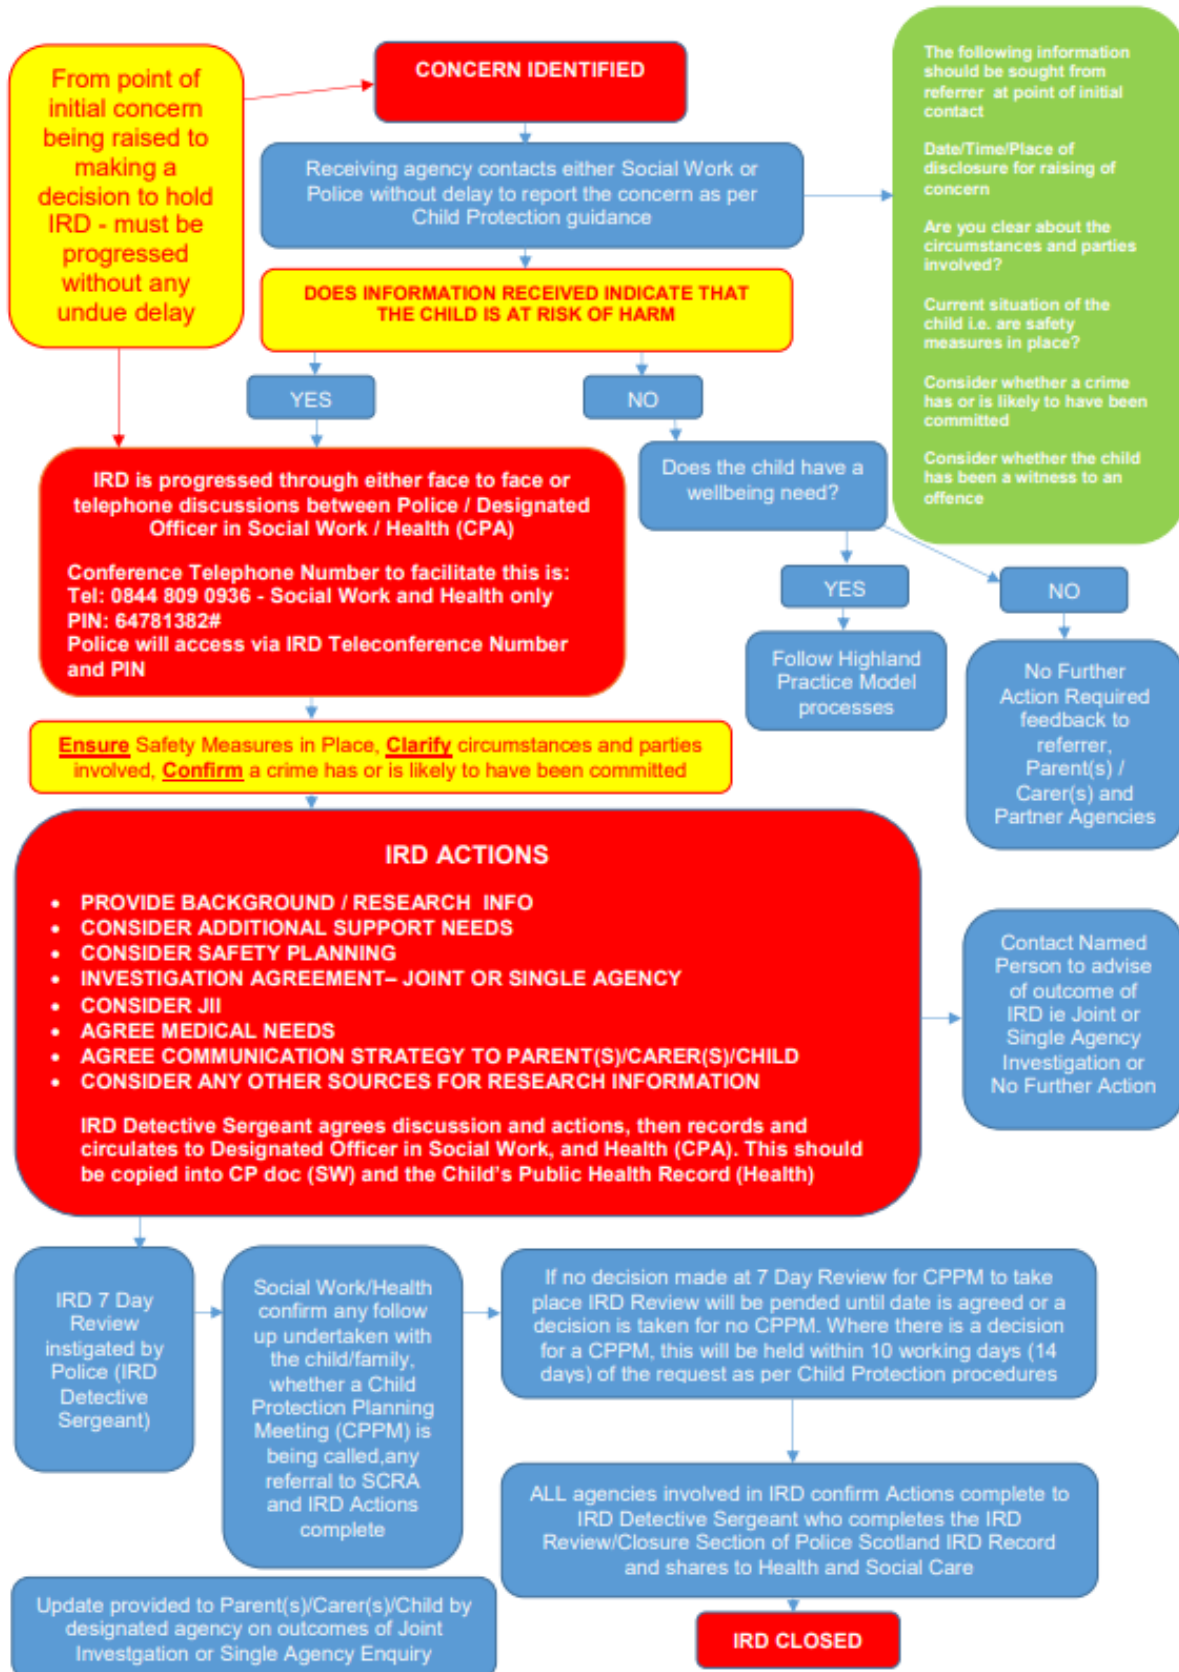 From point of
initial concern
being raised to
making a
decision to hold
IRD - must be
progressed
without any
undue delay
CONCERN IDENTIFIED
Receiving agency contacts either Social Work or
Police without delay to report the concern as per
Child Protection guidance
The following information
should be sought from
referrer at point of initial
contact
Date/Time/Place of
disclosure for raising of
concern
Are you clear about the
circumstances and parties
involved?
Current situation of the
child i.e. are safety
measures in place?
Consider whether a crime
has or is likely to have been
committed
Consider whether the child
has been a witness to an
offence
DOES INFORMATION RECEIVED INDICATE THAT
THE CHILD IS AT RISK OF HARM
YES
NO
Does the child have a
wellbeing need?
YES
NO
Follow Highland
Practice Model
processes
No Further
Action Required
feedback to
referrer,
Parent(s) /
Carer(s) and
Partner Agencies
IRD is progressed through either face to face or
telephone discussions between Police / Designated
Officer in Social Work / Health (CPA)
Conference Telephone Number to facilitate this is:
Tel: 0844 809 0936 - Social Work and Health only
PIN: 64781382#
Police will access via IRD Teleconference Number
and PIN
Ensure Safety Measures in Place, Clarify circumstances and parties
involved, Confirm a crime has or is likely to have been committed
IRD ACTIONS
• PROVIDE BACKGROUND / RESEARCH INFO
• CONSIDER ADDITIONAL SUPPORT NEEDS
• CONSIDER SAFETY PLANNING
• INVESTIGATION AGREEMENT– JOINT OR SINGLE AGENCY
• CONSIDER JII
• AGREE MEDICAL NEEDS
• AGREE COMMUNICATION STRATEGY TO PARENT(S)/CARER(S)/CHILD
• CONSIDER ANY OTHER SOURCES FOR RESEARCH INFORMATION
IRD Detective Sergeant agrees discussion and actions, then records and
circulates to Designated Officer in Social Work, and Health (CPA). This should
be copied into CP doc (SW) and the Child's Public Health Record (Health)
Contact Named
Person to advise
of outcome of
IRD ie Joint or
Single Agency
Investigation or
No Further Action
IRD 7 Day
Review
instigated by
Police (IRD
Detective
Sergeant)
Social Work/Health
confirm any follow
up undertaken with
the child/family,
whether a Child
Protection Planning
Meeting (CPPM) is
being called,any
referral to SCRA
and IRD Actions
complete
If no decision made at 7 Day Review for CPPM to take
place IRD Review will be pended until date is agreed or a
decision is taken for no CPPM. Where there is a decision
for a CPPM, this will be held within 10 working days (14
days) of the request as per Child Protection procedures
ALL agencies involved in IRD confirm Actions complete to
IRD Detective Sergeant who completes the IRD
Review/Closure Section of Police Scotland IRD Record
and shares to Health and Social Care
Update provided to Parent(s)/Carer(s)/Child by
designated agency on outcomes of Joint
Investgation or Single Agency Enquiry
IRD CLOSED